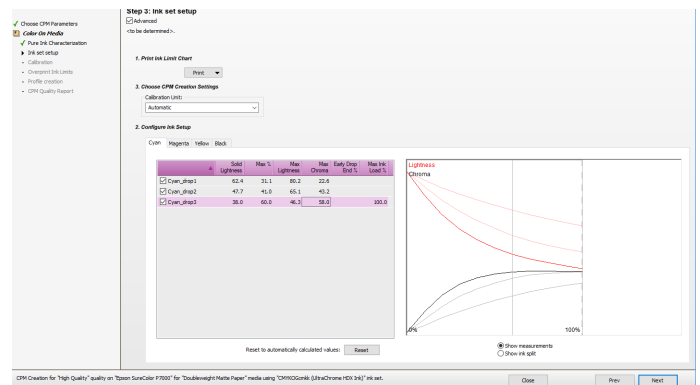 Step 3: Ink set setup
Advanced
<to be determined>.
Choose CPM Parameters
Color On Media
Pure Ink Characterization
Ink set setup
Calibration
Overprint Ink Limits
Profile creation
CPM Quality Report
1. Print Ink Limit Chart
Print
3. Choose CPM Creation Settings
Calibration Unit:
Automatic
2. Configure Ink Setup
Cyan Magenta Yellow Black
Solid Lightness Max % Max Lightness Max Chroma Early Drop End % Max Ink Load %
Cyan_drop1 62.4 31.1 80.2 22.6
Cyan_drop2 47.7 41.0 65.1 43.2
Cyan_drop3 38.0 60.0 46.3 58.0 100.0
Lightness
Chroma
0% 100%
Reset to automatically calculated values: Reset
Show measurements
Show ink split
CPM Creation for "High Quality" quality on "Epson SureColor P7000" for "Doubleweight Matte Paper" media using "CMYKOGcmkk (UltraChrome HDX Ink)" ink set.
Close Prev Next